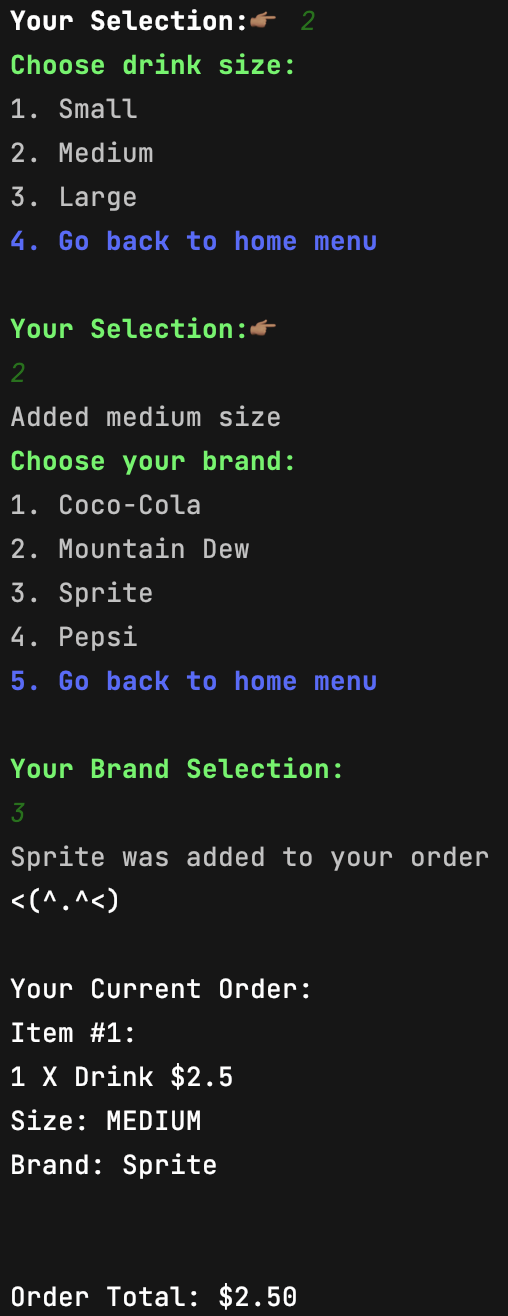 Your Selection:👉🏽 2
Choose drink size:
1. Small
2. Medium
3. Large
4. Go back to home menu
Your Selection:👉🏽
2
Added medium size
Choose your brand:
1. Coco-Cola
2. Mountain Dew
3. Sprite
4. Pepsi
5. Go back to home menu
Your Brand Selection:
3
Sprite was added to your order
<(^.^<)
Your Current Order:
Item #1:
1 X Drink $2.5
Size: MEDIUM
Brand: Sprite
Order Total: $2.50